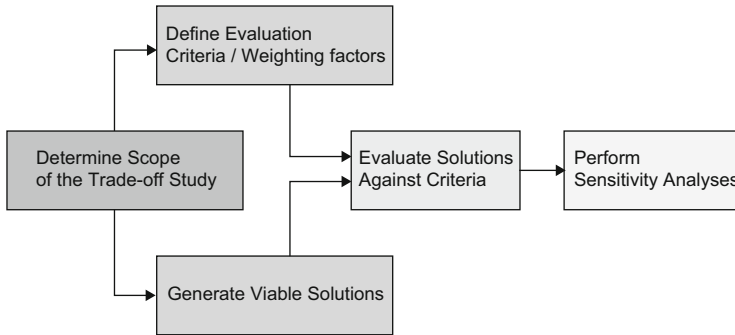 Define Evaluation
Criteria / Weighting factors
Determine Scope
of the Trade-off Study
Evaluate Solutions
Against Criteria
Perform
Sensitivity Analyses
Generate Viable Solutions